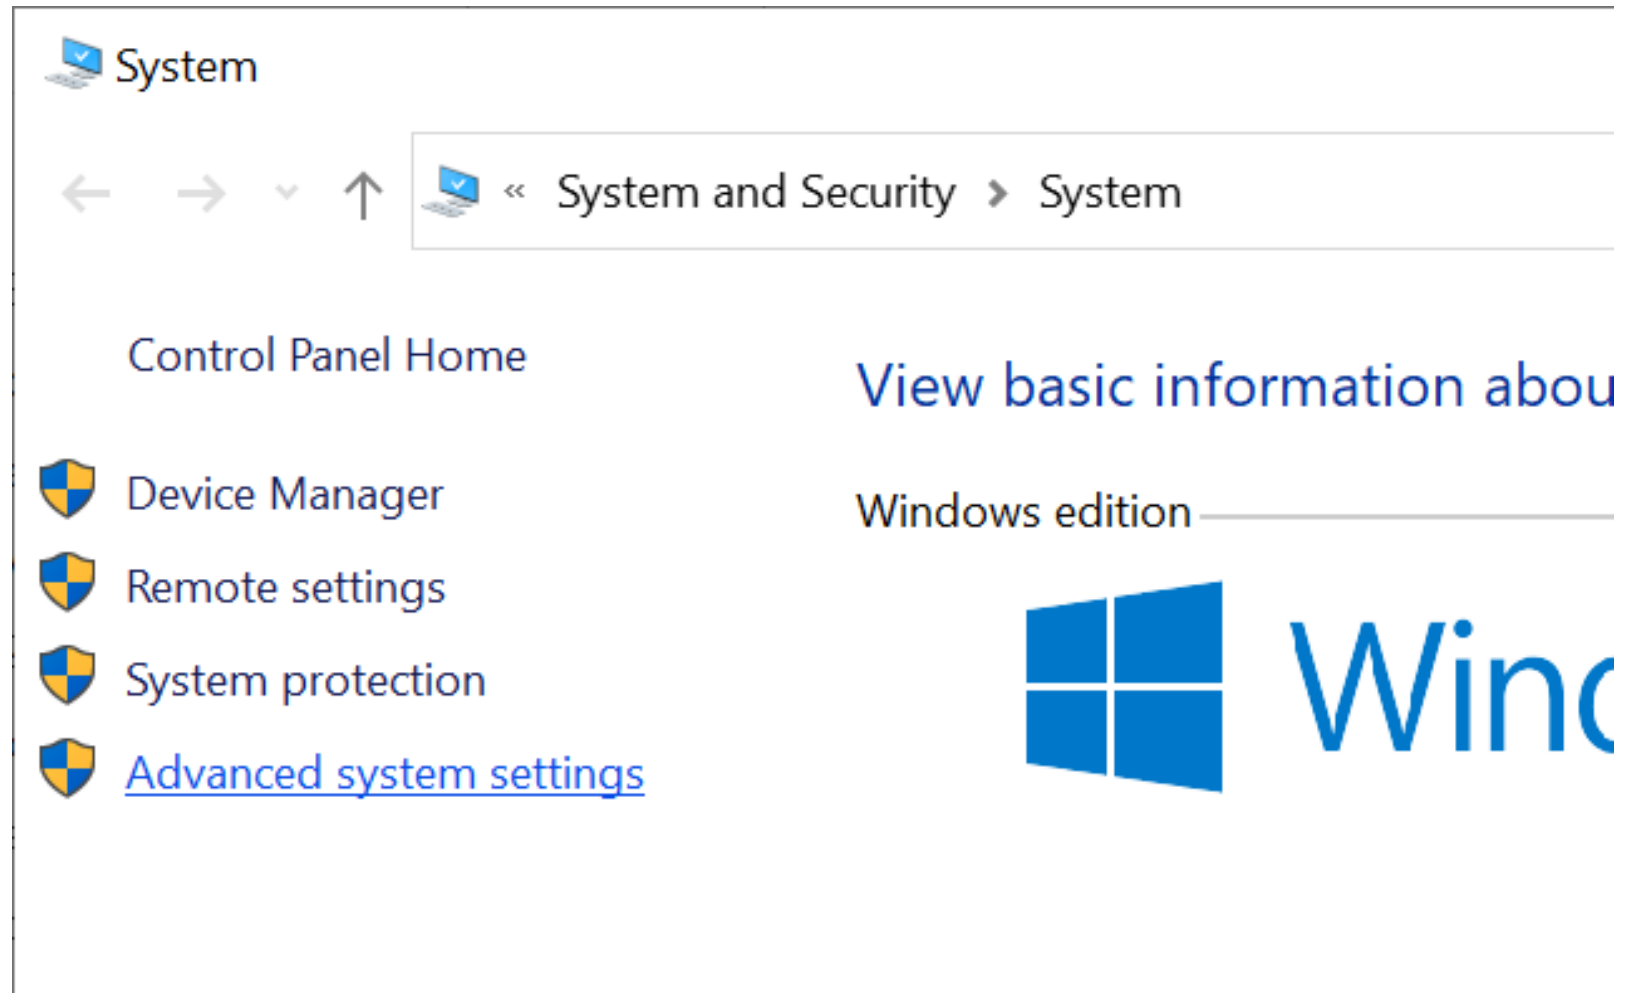 System
« System and Security > System
Control Panel Home
View basic information abou
Windows edition
Device Manager
Remote settings
System protection
Advanced system settings